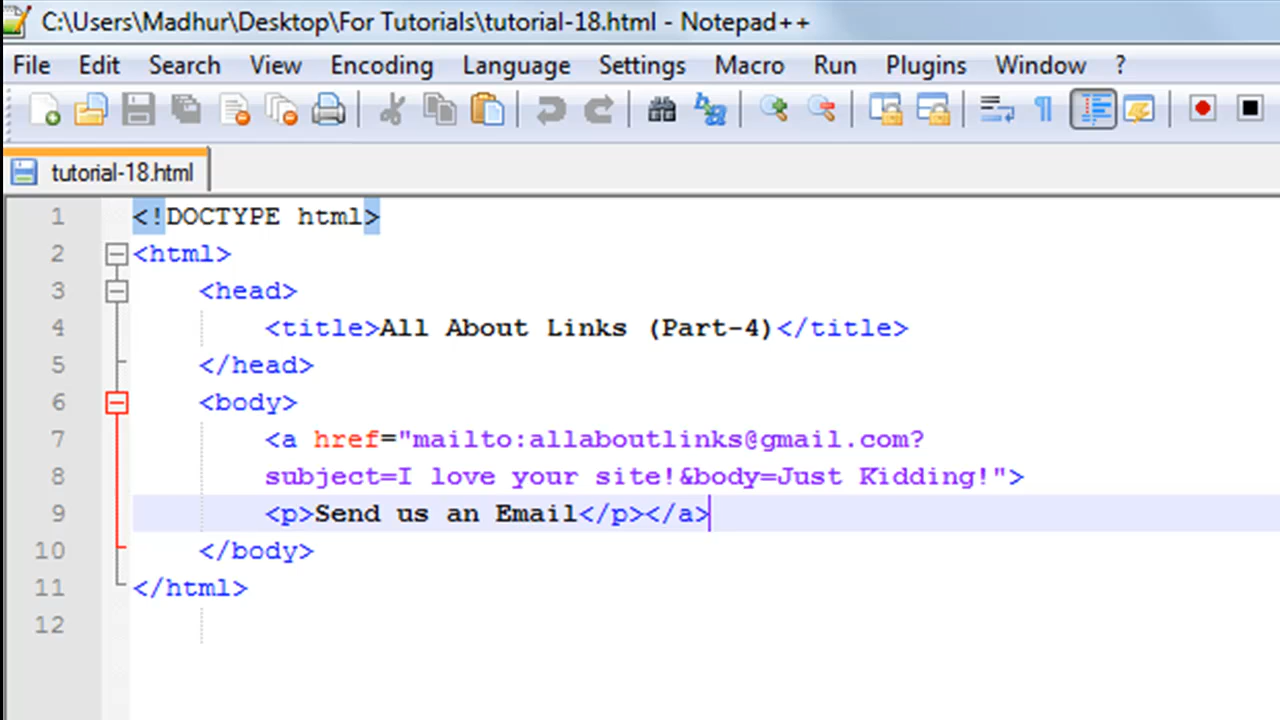 C:\Users\Madhur\Desktop\For Tutorials\tutorial-18.html - Notepad++
File Edit Search View Encoding Language Settings Macro Run Plugins Window ?
tutorial-18.html
1 <!DOCTYPE html>
2 <html>
3 <head>
4 <title>All About Links (Part-4)</title>
5 </head>
6 <body>
7 <a href="mailto:allaboutlinks@gmail.com?
8 subject=I love your site!&body=Just Kidding!">
9 <p>Send us an Email</p></a>
10 </body>
11 </html>
12